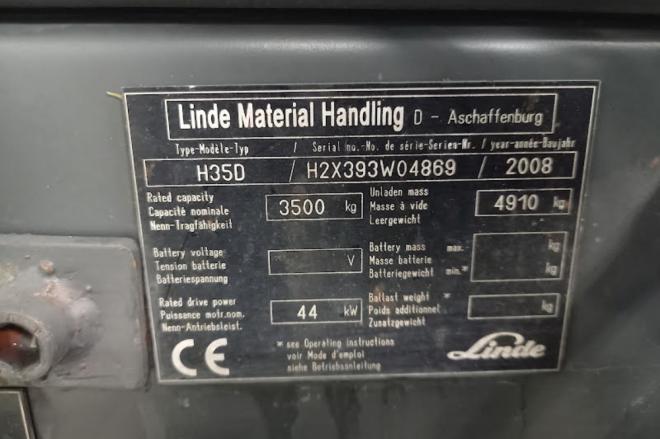 Linde Material Handling D - Aschaffenburg
Type-Modèle-Typ / Serial no.-No. de série-Serien-Nr. / year-année-Baujahr
H35D / H2X393W04869 / 2008
Rated capacity
Capacité nominale
Nenn-Tragfähigkeit
3500 kg
Unladen mass
Masse à vide
Leergewicht
4910 kg
Battery voltage
Tension batterie
Batteriespannung
V
Battery mass max.
Masse batterie
Batteriegewicht min.*
kg
kg
Rated drive power
Puissance motr.nom.
Nenn-Antriebsleist.
44 kW
Ballast weight *
Poids additionnel
Zusatzgewicht
kg
CE
* see Operating instructions
voir Mode d'emploi
siehe Betriebsanleitung
Linde